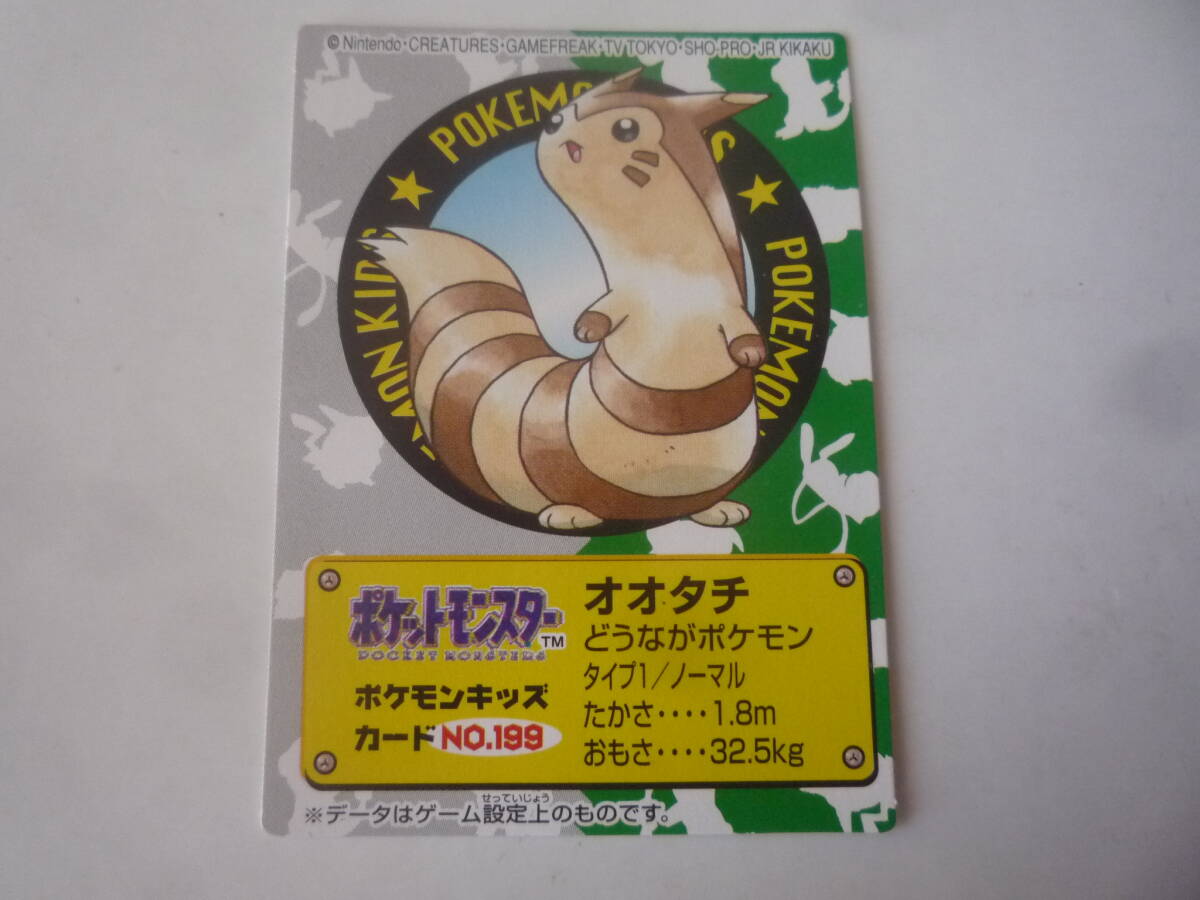 ©Nintendo・CREATURES・GAMEFREAK・TV TOKYO・SHO-PRO・JR KIKAKU
POKEMO
S
★
★
POKEMON
MON KIDS
ポケットモンスター™
POCKET MONSTERS
ポケモンキッズ
カード NO.199
オオタチ
どうながポケモン
タイプ1/ノーマル
たかさ・・・・1.8m
おもさ・・・・32.5kg
せっていじょう
※データはゲーム設定上のものです。